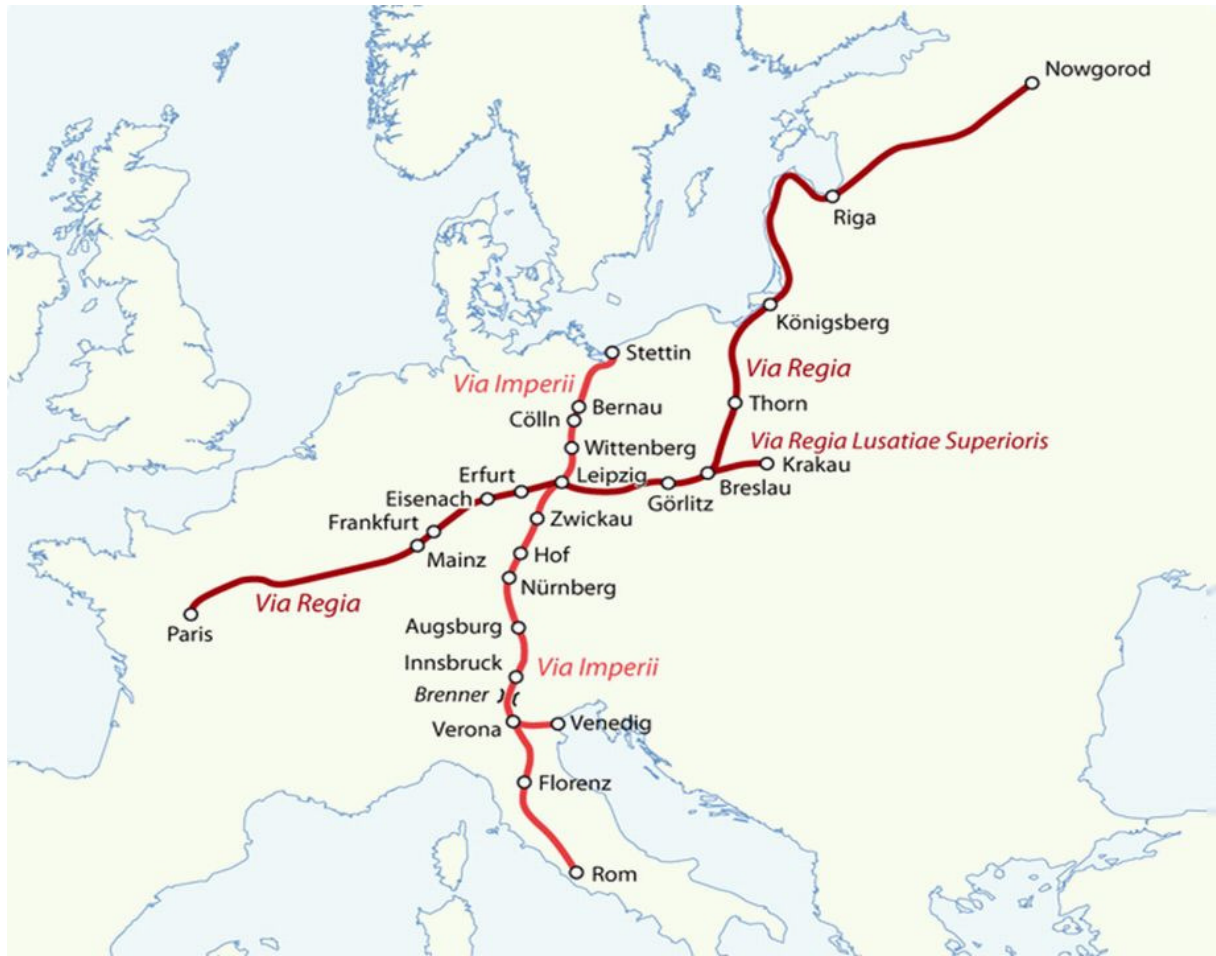 Nowgorod
Riga
Königsberg
Stettin
Via Regia
Via Imperii
Bernau
Thorn
Cölln
Via Regia Lusatiae Superioris
Wittenberg
Krakau
Erfurt
Leipzig
Breslau
Eisenach
Görlitz
Frankfurt
Zwickau
Mainz
Hof
Nürnberg
Via Regia
Paris
Augsburg
Innsbruck
Via Imperii
Brenner
Verona
Venedig
Florenz
Rom